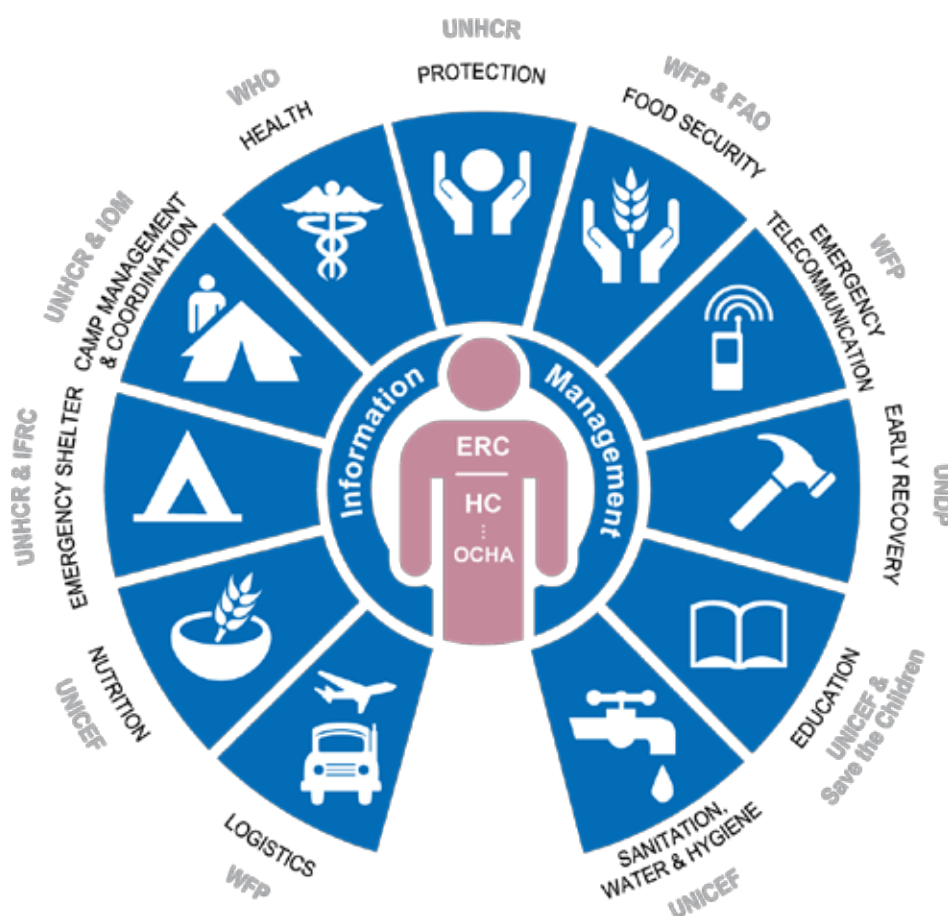 UNHCR
PROTECTION
WFP & FAO
FOOD SECURITY
WFP
EMERGENCY
TELECOMMUNICATION
UNDP
EARLY RECOVERY
UNICEF &
Save the Children
EDUCATION
SANITATION,
WATER & HYGIENE
UNICEF
LOGISTICS
WFP
NUTRITION
UNICEF
UNHCR & IFRC
EMERGENCY SHELTER
UNHCR & IOM
CAMP MANAGEMENT
& COORDINATION
WHO
HEALTH
Information
Management
ERC
HC
OCHA